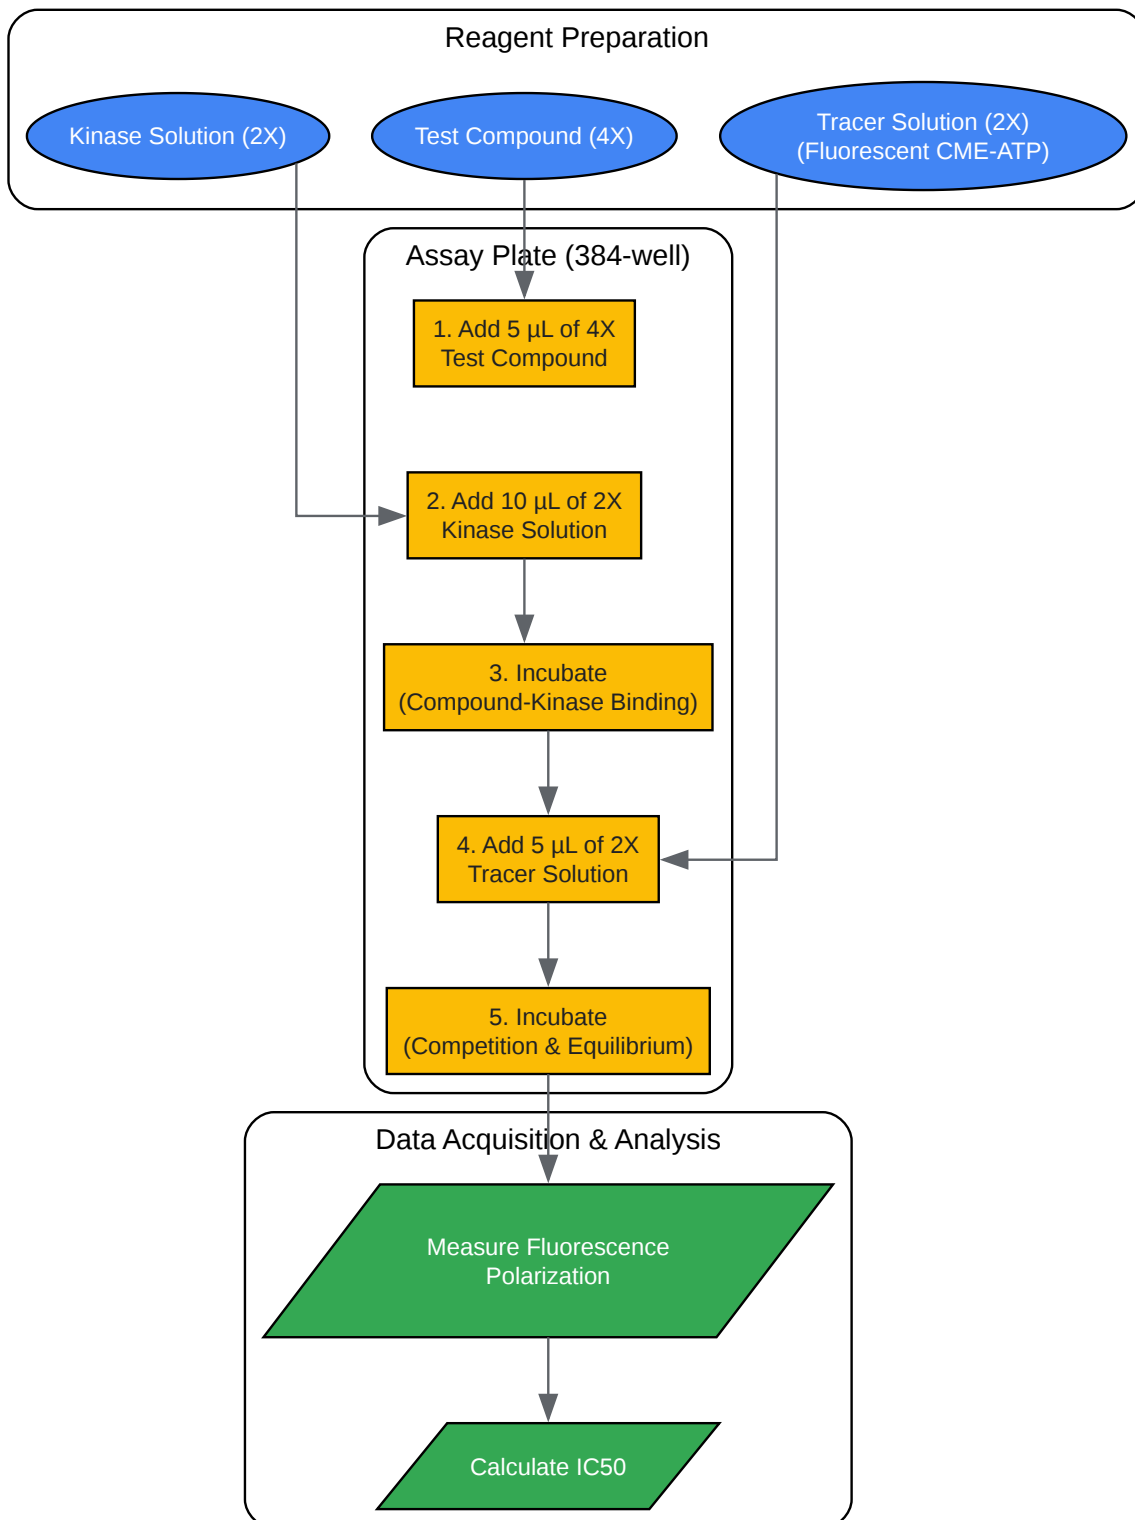 Reagent Preparation
Kinase Solution (2X)
Test Compound (4X)
Tracer Solution (2X)
(Fluorescent CME-ATP)
Assay Plate (384-well)
1. Add 5 µL of 4X
Test Compound
2. Add 10 µL of 2X
Kinase Solution
3. Incubate
(Compound-Kinase Binding)
4. Add 5 µL of 2X
Tracer Solution
5. Incubate
(Competition & Equilibrium)
Data Acquisition & Analysis
Measure Fluorescence
Polarization
Calculate IC50